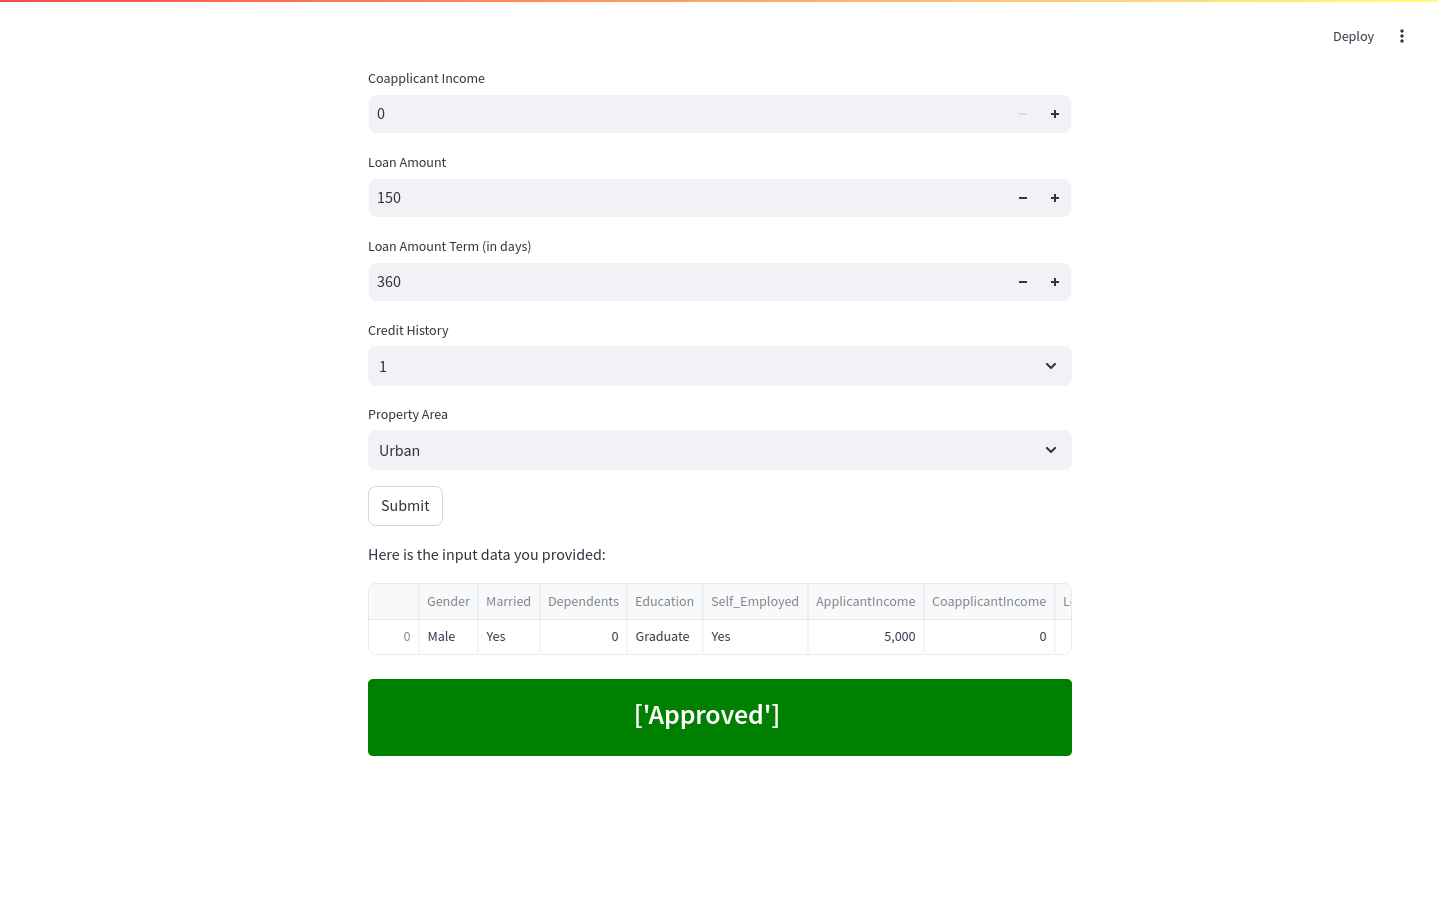 Deploy
Coapplicant Income
0
Loan Amount
150
Loan Amount Term (in days)
360
Credit History
1
Property Area
Urban
Submit
Here is the input data you provided:
Gender Married Dependents Education Self_Employed ApplicantIncome CoapplicantIncome
0 Male Yes 0 Graduate Yes 5,000 0
['Approved']